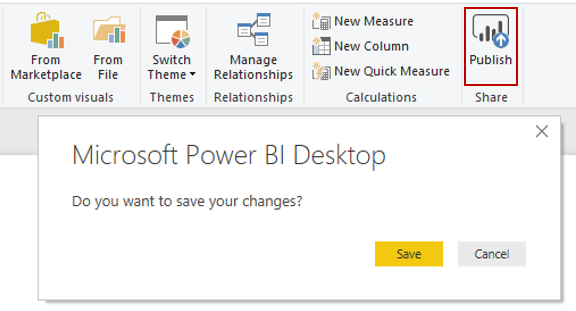 From Marketplace
From File
Switch Theme
Manage Relationships
New Measure
New Column
New Quick Measure
Publish
Custom visuals
Themes
Relationships
Calculations
Share
Microsoft Power BI Desktop
Do you want to save your changes?
Save
Cancel